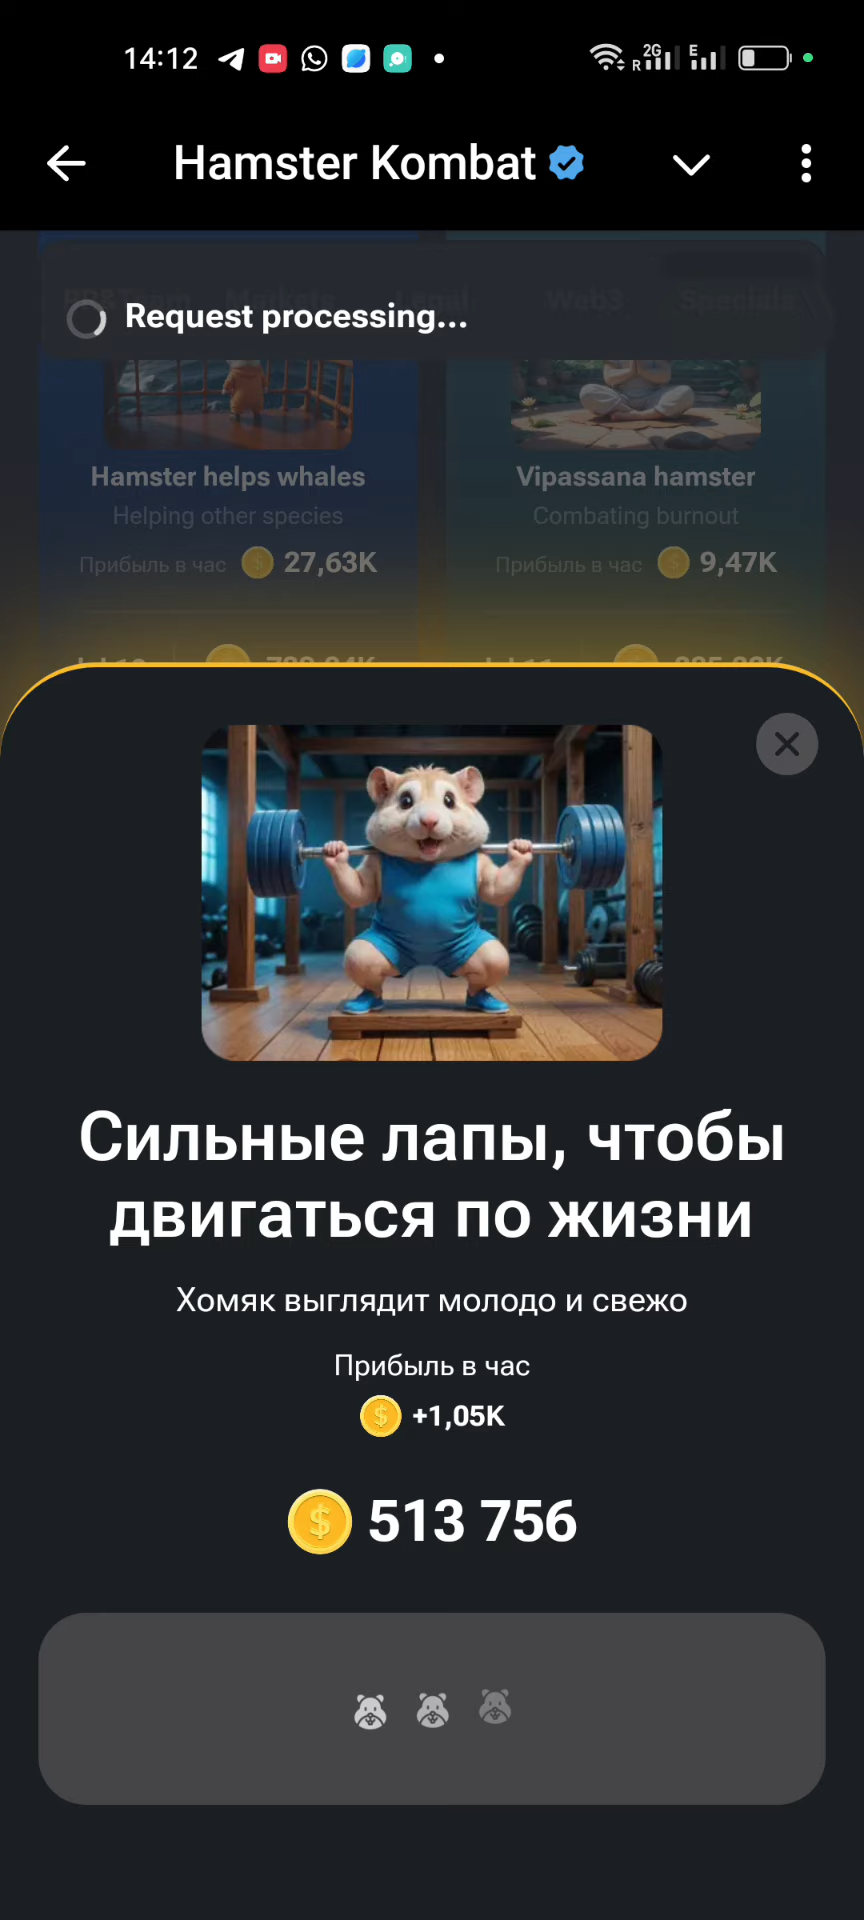 14:12
R 2G E
Hamster Kombat
Request processing...
Hamster helps whales
Helping other species
Прибыль в час 27,63K
Vipassana hamster
Combating burnout
Прибыль в час 9,47K
Сильные лапы, чтобы
двигаться по жизни
Хомяк выглядит молодо и свежо
Прибыль в час
+1,05K
513 756